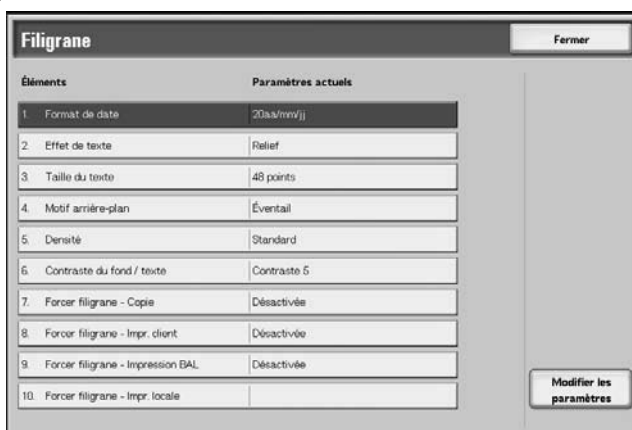 Filigrane
Fermer
Éléments Paramètres actuels
1. Format de date 20aa/mm/jj
2. Effet de texte Relief
3. Taille du texte 48 points
4. Motif arrière-plan Éventail
5. Densité Standard
6. Contraste du fond / texte Contraste 5
7. Forcer filigrane - Copie Désactivée
8. Forcer filigrane - Impr. client Désactivée
9. Forcer filigrane - Impression BAL Désactivée
10. Forcer filigrane - Impr. locale
Modifier les
paramètres